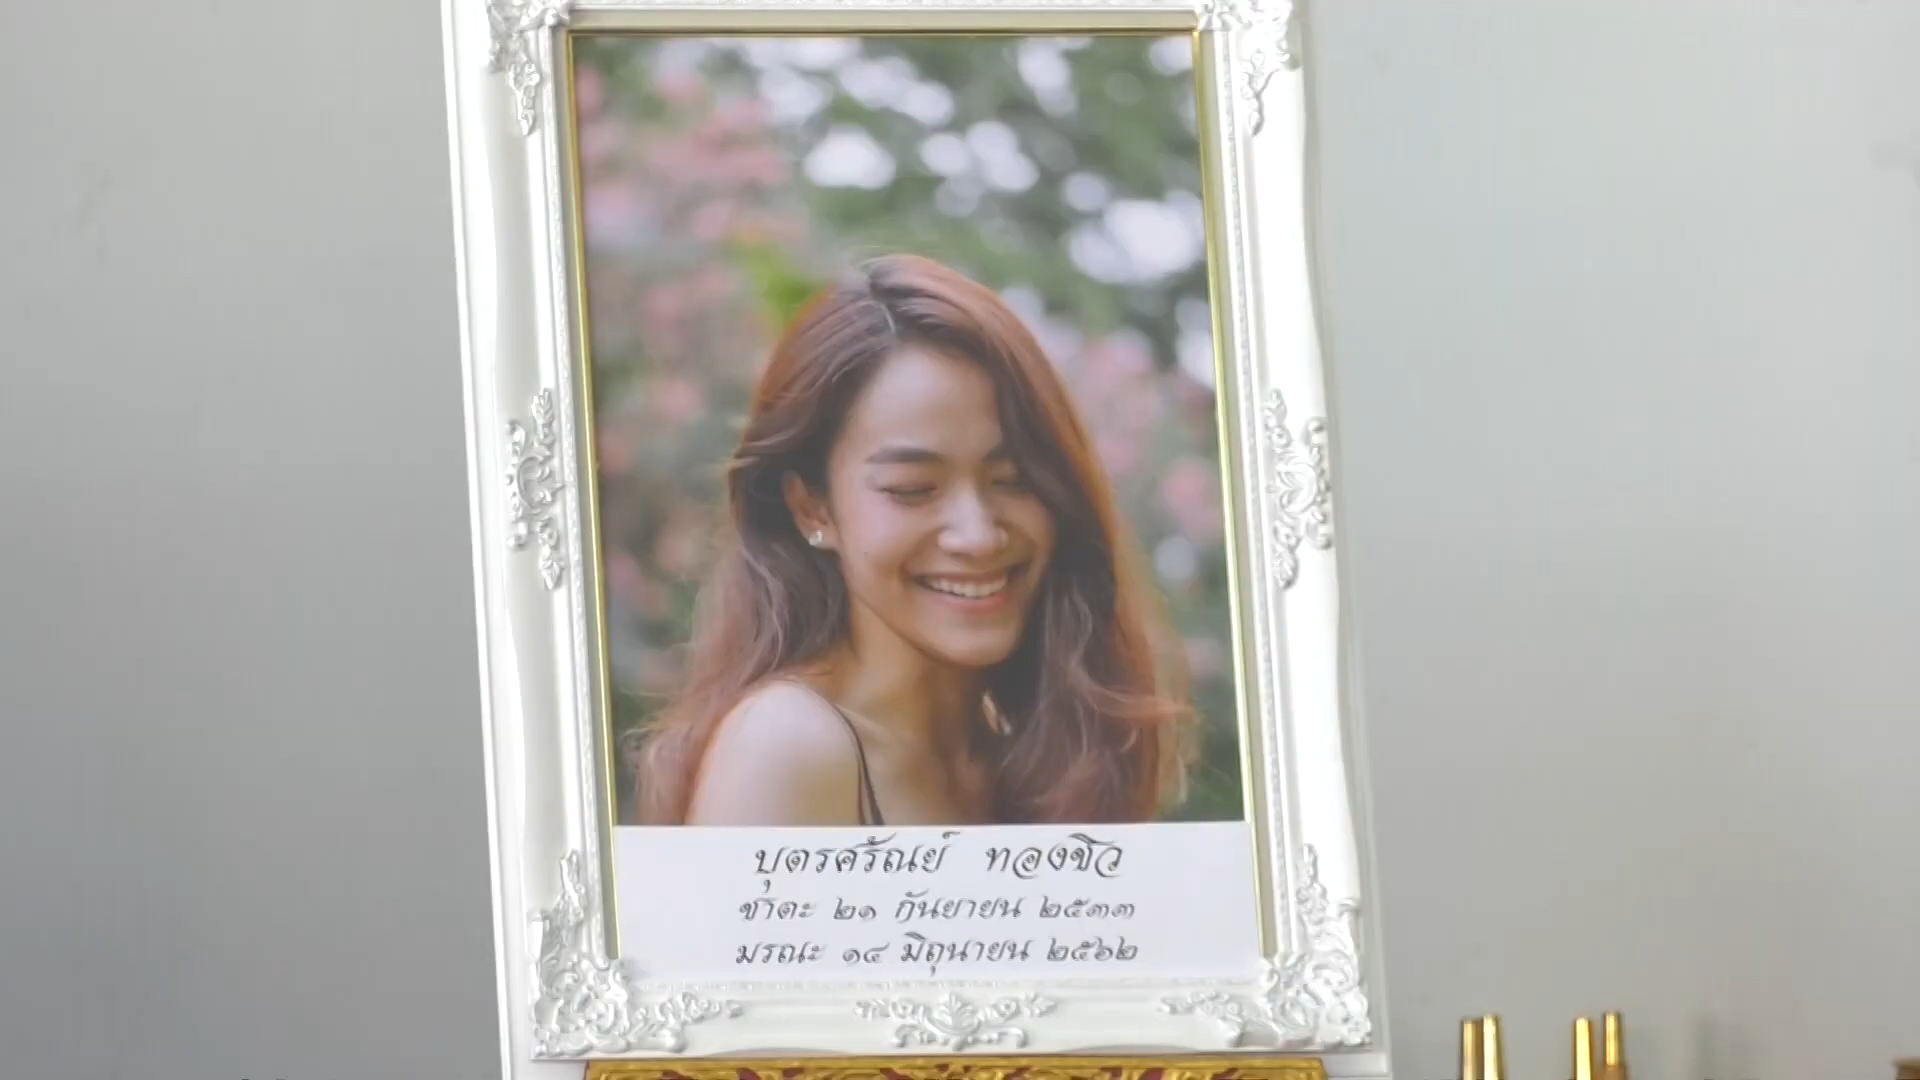 บุตรศรัณย์ ทองชิว
ชาตะ ๒๑ กันยายน ๒๕๓๓
มรณะ ๑๔ มิถุนายน ๒๕๖๒